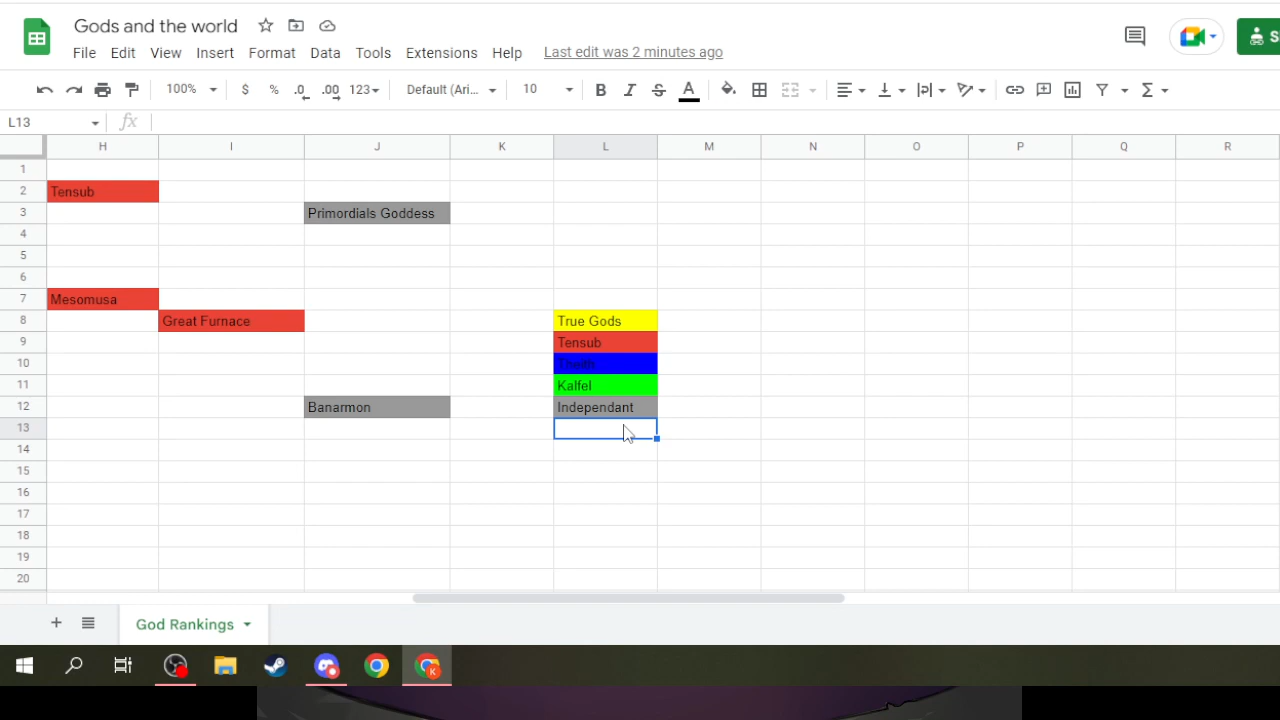 Gods and the world
File Edit View Insert Format Data Tools Extensions Help Last edit was 2 minutes ago
S
100% $ % .0 .00 123 Default (Ari... 10 B I S A
L13 fx
H I J K L M N O P Q R
1
2 Tensub
3 Primordials Goddess
4
5
6
7 Mesomusa
8 Great Furnace True Gods
9 Tensub
10
11 Kalfel
12 Banarmon Independant
13
14
15
16
17
18
19
20
+ God Rankings
K